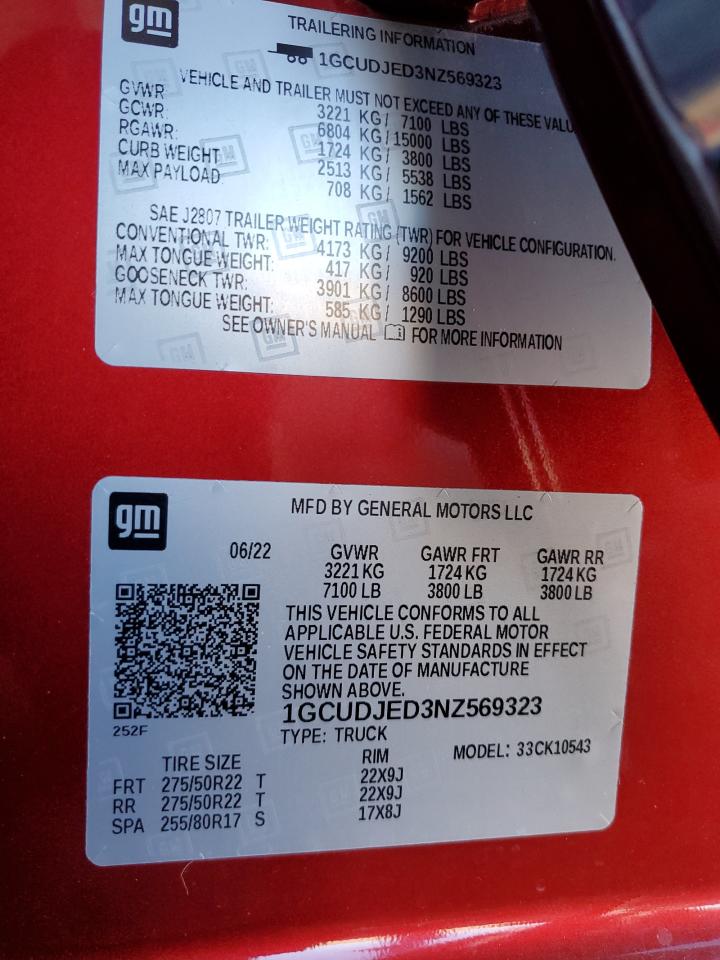 gm
TRAILERING INFORMATION
1GCUDJED3NZ569323
VEHICLE AND TRAILER MUST NOT EXCEED ANY OF THESE VALU
GVWR: 3221 KG/ 7100 LBS
GCWR: 6804 KG/15000 LBS
RGAWR: 1724 KG/ 3800 LBS
CURB WEIGHT 2513 KG/ 5538 LBS
MAX PAYLOAD: 708 KG/ 1562 LBS
SAE J2807 TRAILER WEIGHT RATING (TWR) FOR VEHICLE CONFIGURATION.
CONVENTIONAL TWR: 4173 KG/ 9200 LBS
MAX TONGUE WEIGHT: 417 KG/ 920 LBS
GOOSENECK TWR: 3901 KG/ 8600 LBS
MAX TONGUE WEIGHT: 585 KG/ 1290 LBS
SEE OWNER'S MANUAL FOR MORE INFORMATION
gm
MFD BY GENERAL MOTORS LLC
06/22 GVWR GAWR FRT GAWR RR
3221 KG 1724 KG 1724 KG
7100 LB 3800 LB 3800 LB
THIS VEHICLE CONFORMS TO ALL
APPLICABLE U.S. FEDERAL MOTOR
VEHICLE SAFETY STANDARDS IN EFFECT
ON THE DATE OF MANUFACTURE
SHOWN ABOVE.
1GCUDJED3NZ569323
252F
TYPE: TRUCK MODEL: 33CK10543
TIRE SIZE RIM
FRT 275/50R22 T 22X9J
RR 275/50R22 T 22X9J
SPA 255/80R17 S 17X8J